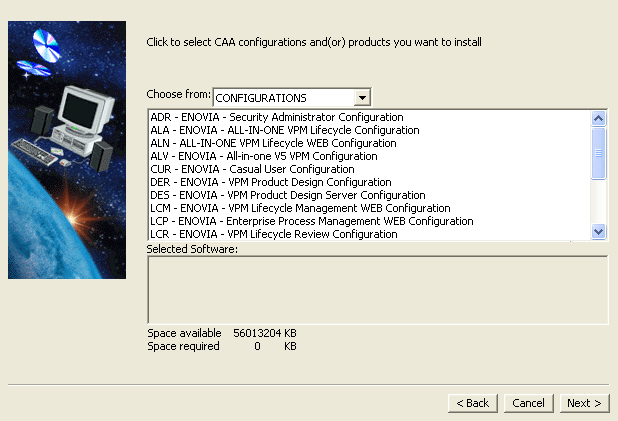 Click to select CAA configurations and(or) products you want to install
Choose from: CONFIGURATIONS
ADR - ENOVIA - Security Administrator Configuration
ALA - ENOVIA - ALL-IN-ONE VPM Lifecycle Configuration
ALN - ALL-IN-ONE VPM Lifecycle WEB Configuration
ALV - ENOVIA - All-in-one V5 VPM Configuration
CUR - ENOVIA - Casual User Configuration
DER - ENOVIA - VPM Product Design Configuration
DES - ENOVIA - VPM Product Design Server Configuration
LCM - ENOVIA - VPM Lifecycle Management WEB Configuration
LCP - ENOVIA - Enterprise Process Management WEB Configuration
LCR - ENOVIA - VPM Lifecycle Review Configuration
Selected Software:
Space available 56013204 KB
Space required 0 KB
< Back Cancel Next >